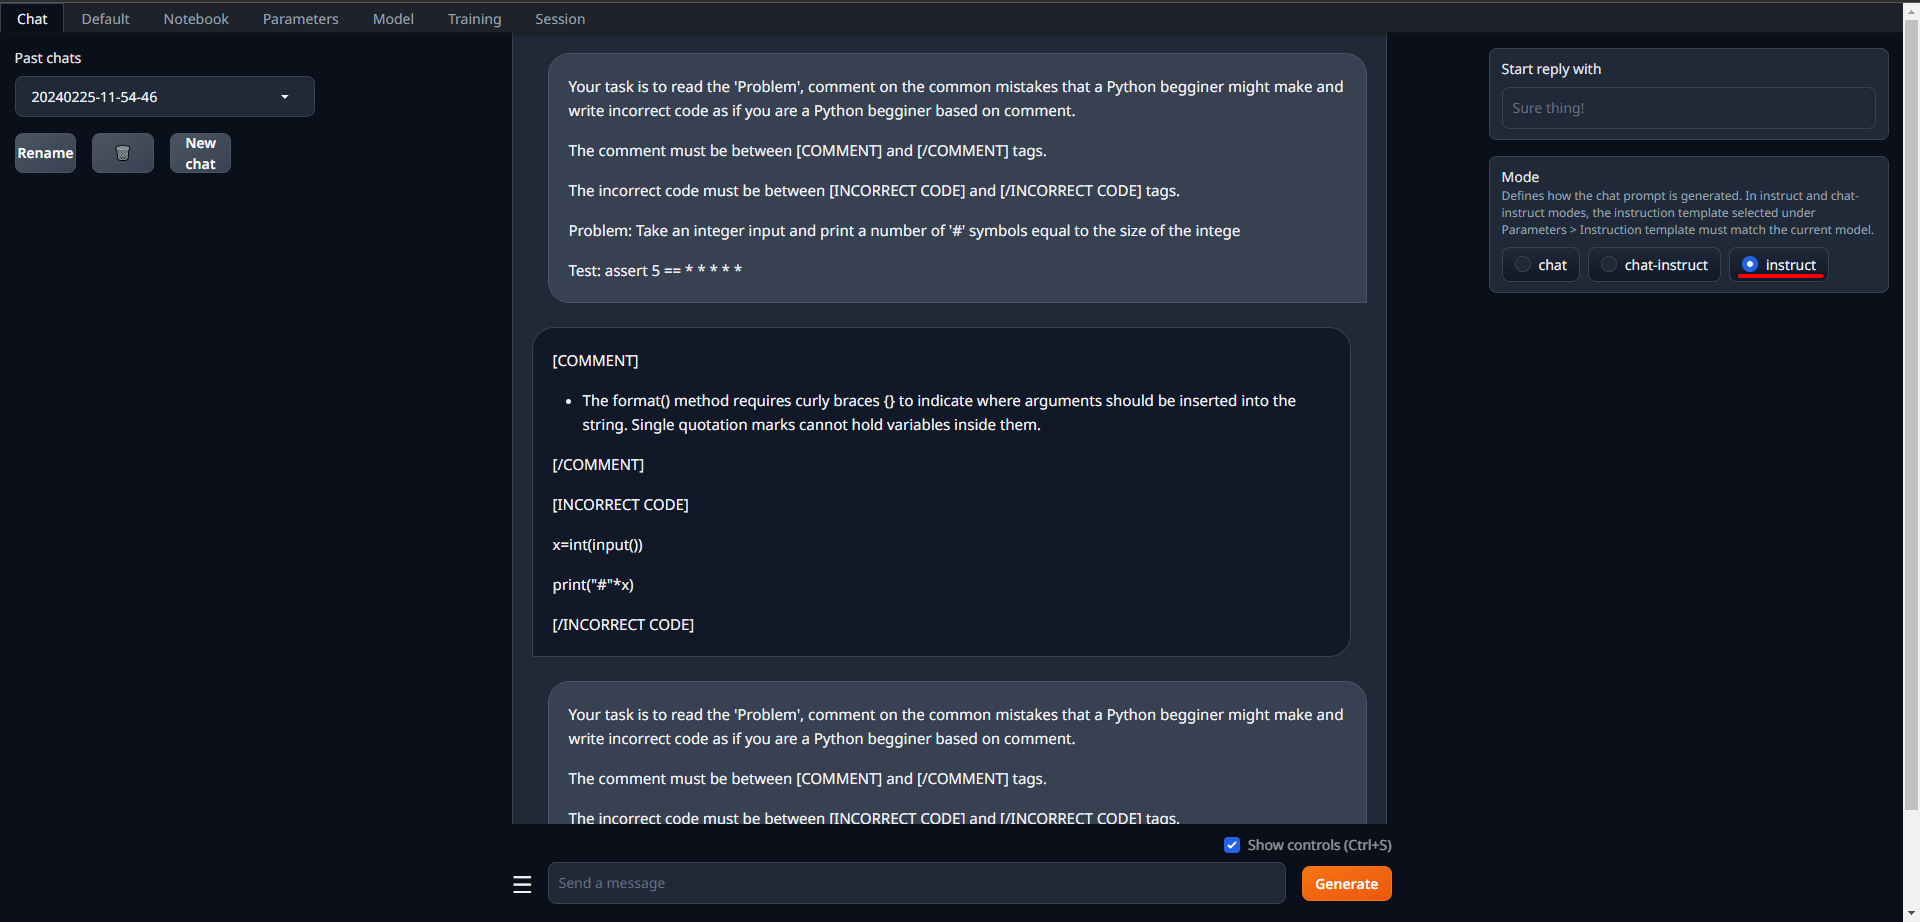 Chat Default Notebook Parameters Model Training Session
Past chats
20240225-11-54-46
Rename
New
chat
Your task is to read the 'Problem', comment on the common mistakes that a Python begginer might make and
write incorrect code as if you are a Python begginer based on comment.
The comment must be between [COMMENT] and [/COMMENT] tags.
The incorrect code must be between [INCORRECT CODE] and [/INCORRECT CODE] tags.
Problem: Take an integer input and print a number of '#' symbols equal to the size of the intege
Test: assert 5 == * * * * *
[COMMENT]
• The format() method requires curly braces {} to indicate where arguments should be inserted into the
string. Single quotation marks cannot hold variables inside them.
[/COMMENT]
[INCORRECT CODE]
x=int(input())
print("#"*x)
[/INCORRECT CODE]
Your task is to read the 'Problem', comment on the common mistakes that a Python begginer might make and
write incorrect code as if you are a Python begginer based on comment.
The comment must be between [COMMENT] and [/COMMENT] tags.
The incorrect code must be between [INCORRECT CODE] and [/INCORRECT CODE] tags.
Show controls (Ctrl+S)
Send a message
Generate
Start reply with
Sure thing!
Mode
Defines how the chat prompt is generated. In instruct and chat-
instruct modes, the instruction template selected under
Parameters > Instruction template must match the current model.
chat chat-instruct instruct